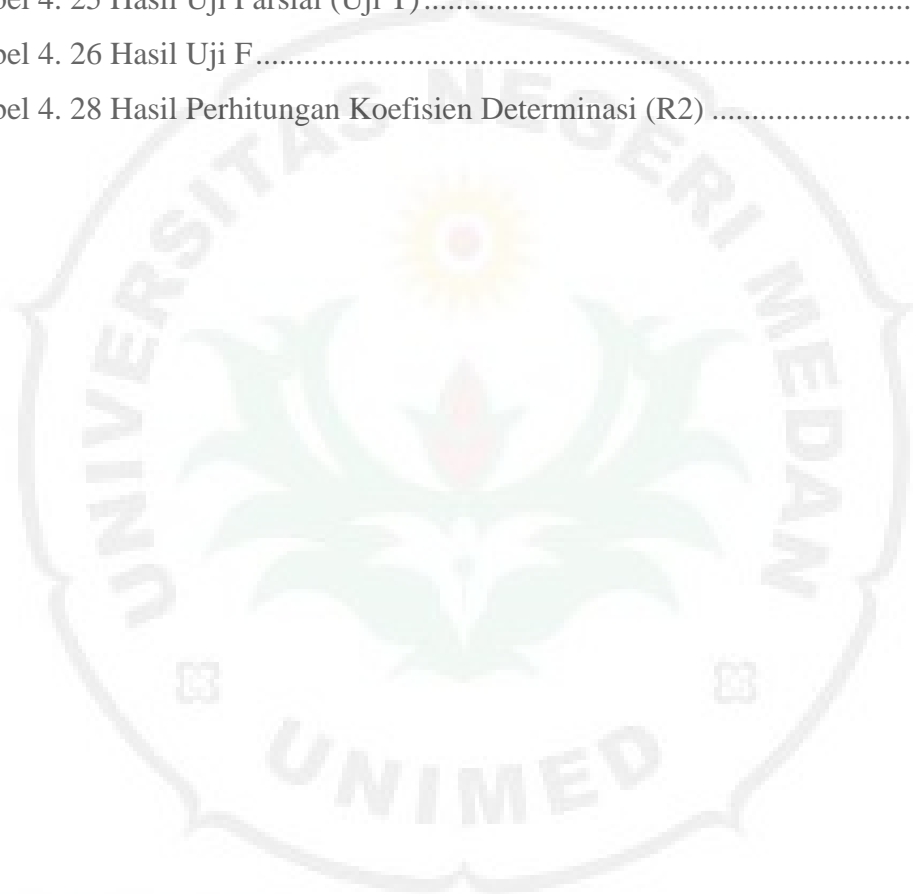 bel 4. 25 Hasil Uji Parsial (Uji T)....................................................................
bel 4. 26 Hasil Uji F.........................................................................................
bel 4. 28 Hasil Perhitungan Koefisien Determinasi (R2) .........................
UNIVERSITAS NEGERI MEDAN
UNIMED